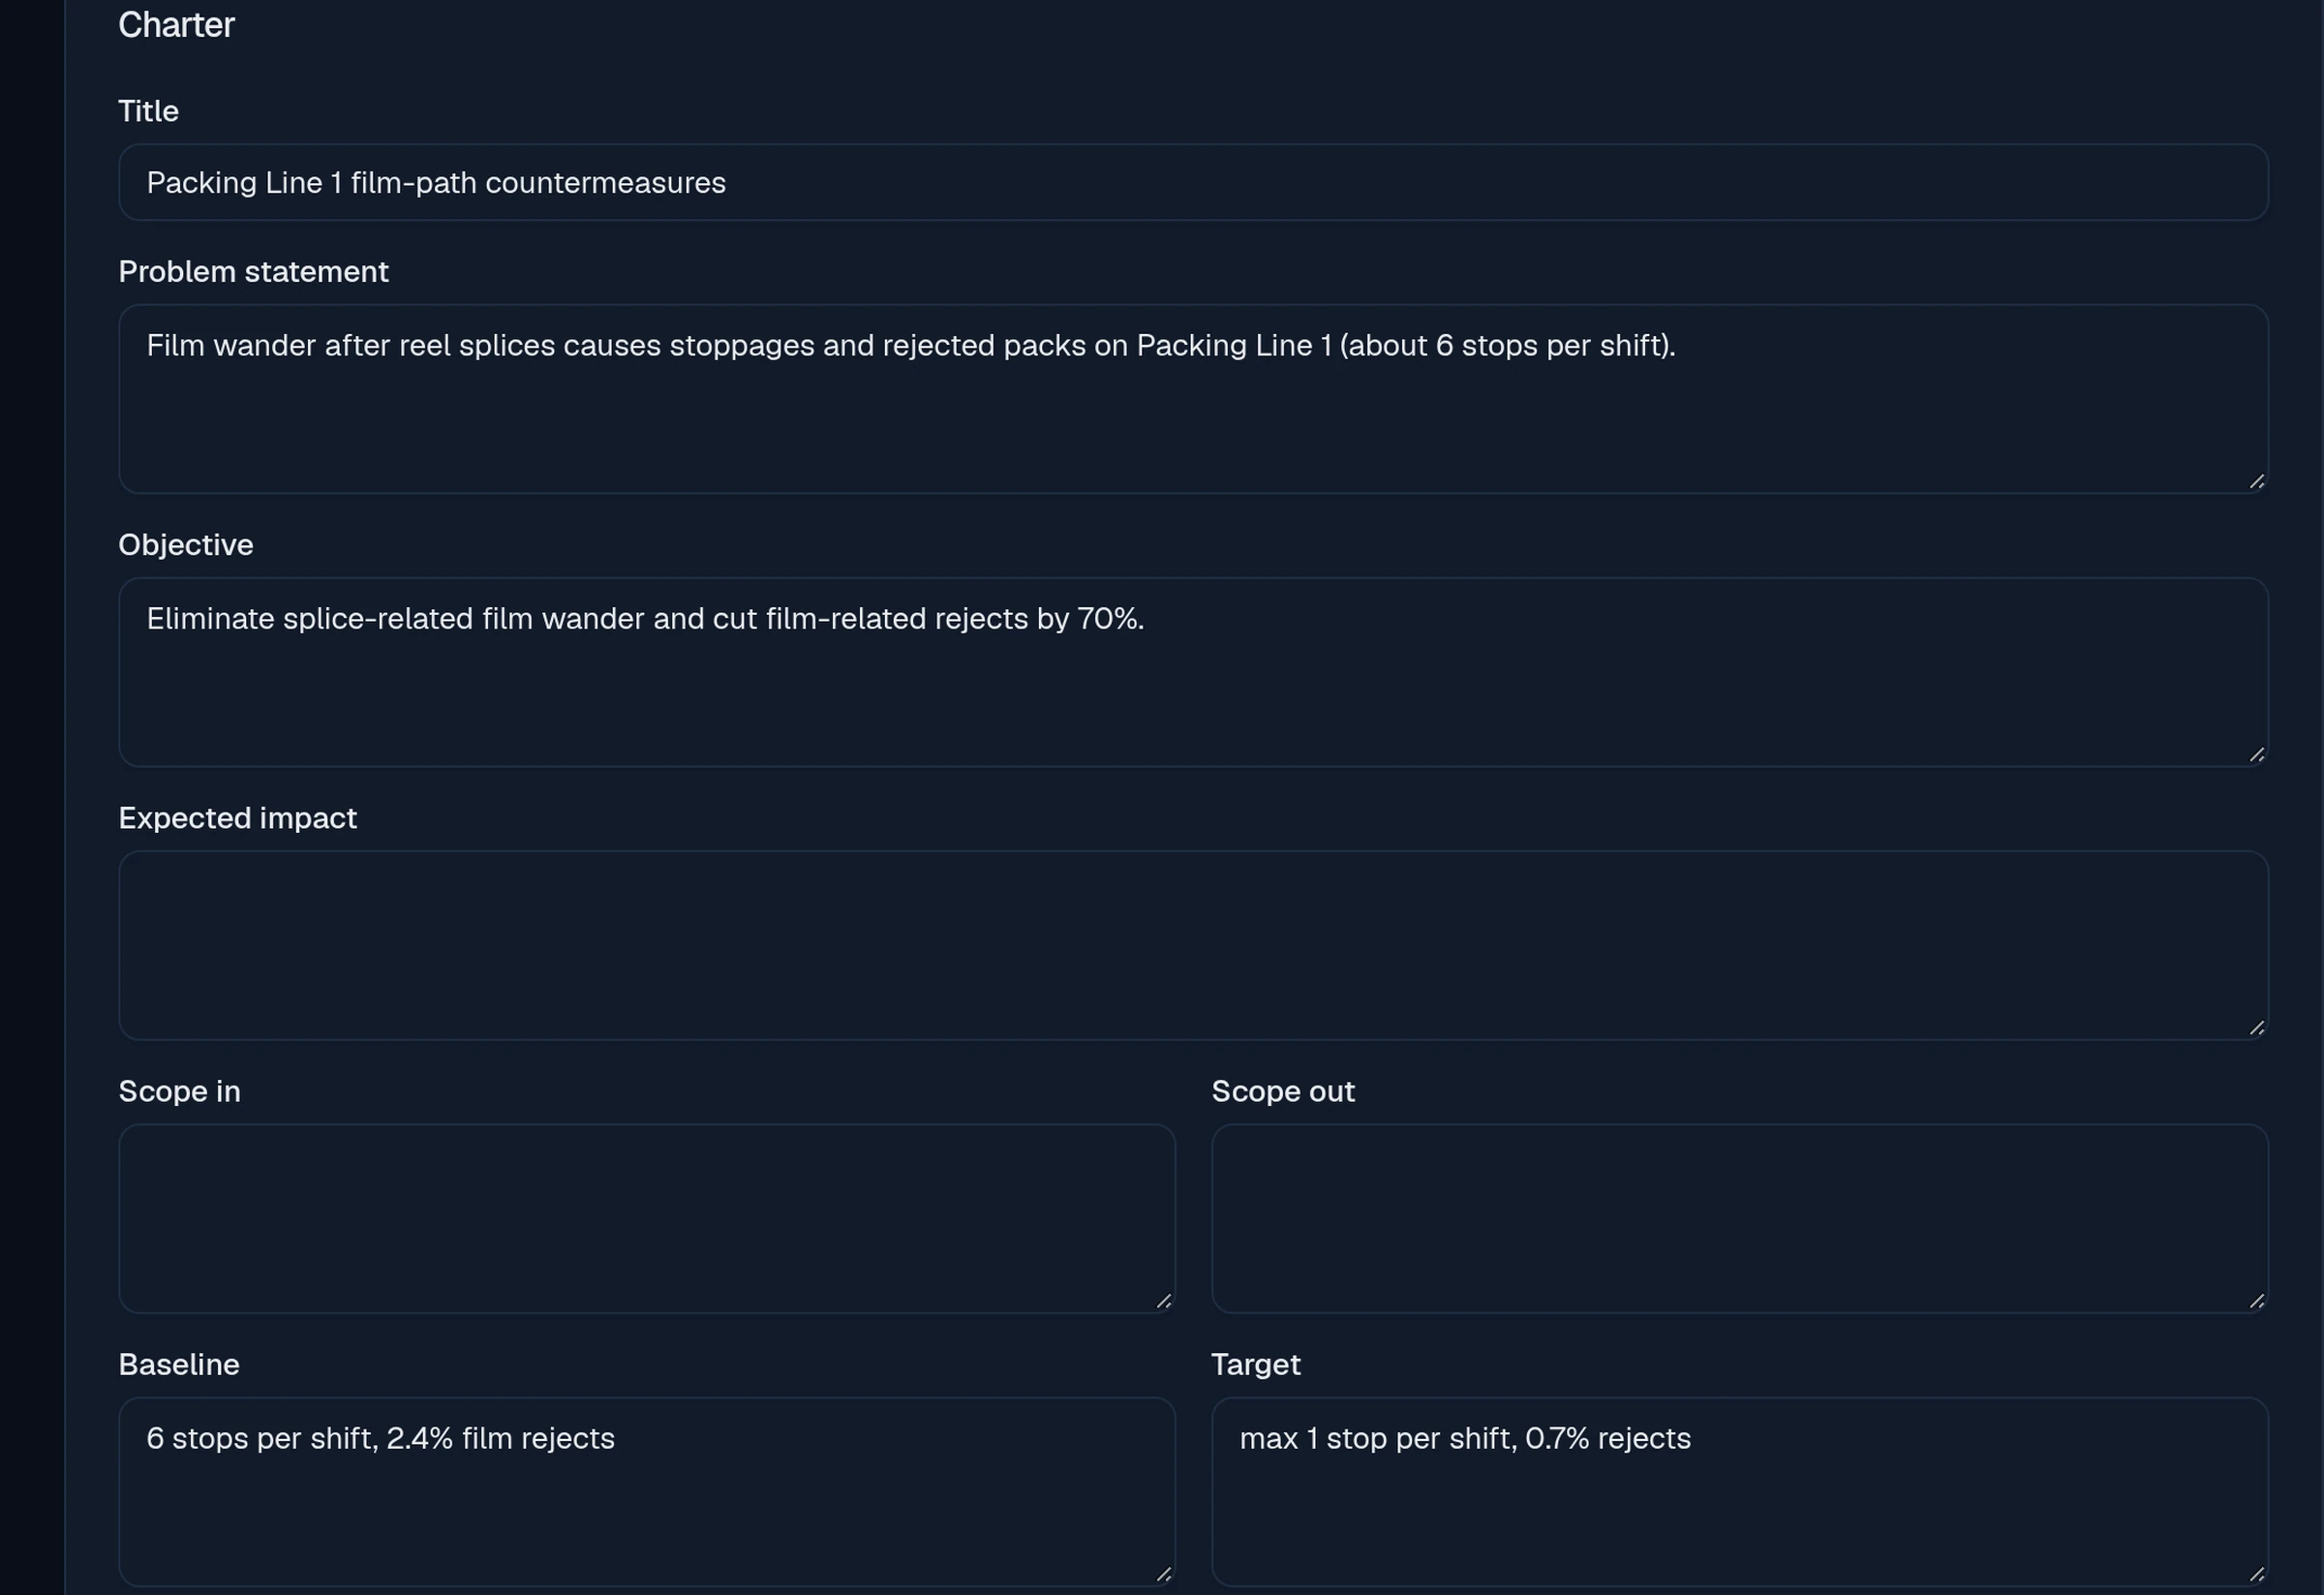 Charter
Title
Packing Line 1 film-path countermeasures
Problem statement
Film wander after reel splices causes stoppages and rejected packs on Packing Line 1 (about 6 stops per shift).
Objective
Eliminate splice-related film wander and cut film-related rejects by 70%.
Expected impact
Scope in
Scope out
Baseline
Target
6 stops per shift, 2.4% film rejects
max 1 stop per shift, 0.7% rejects